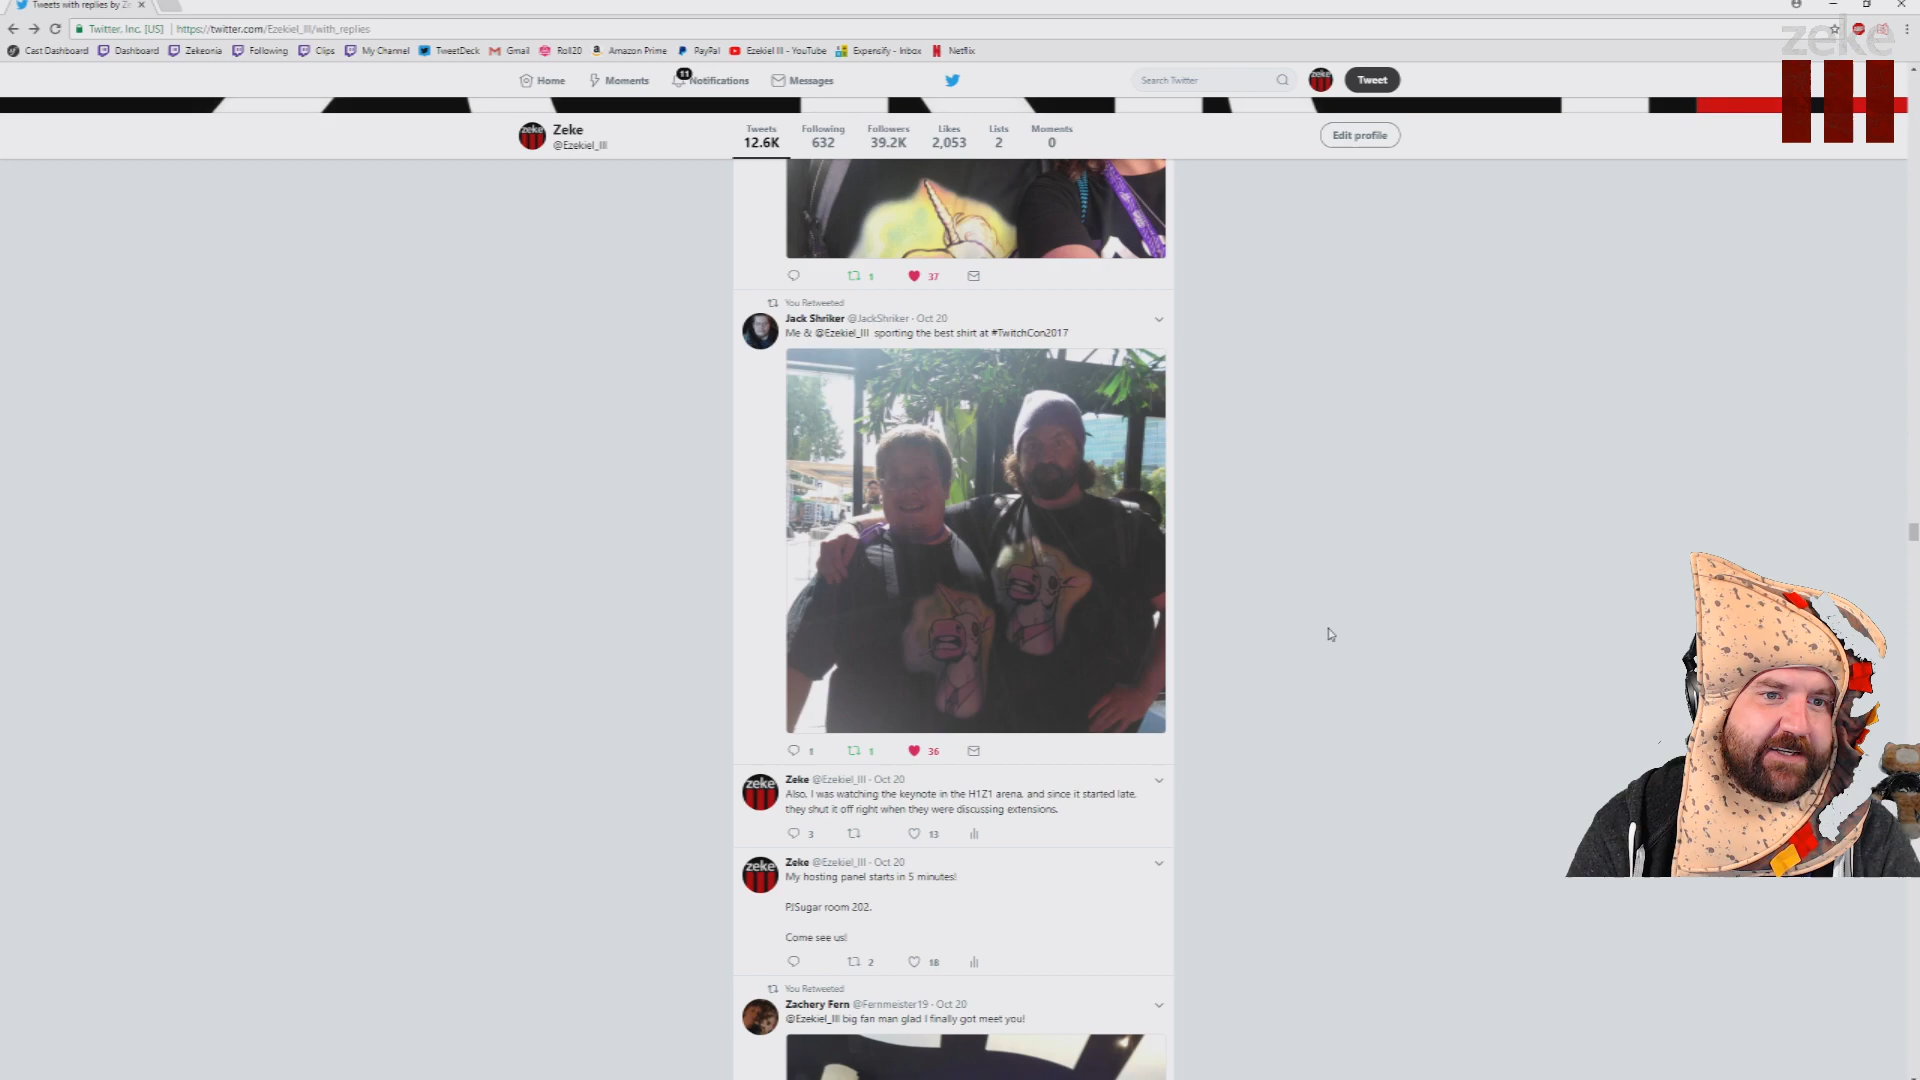 Tweets with replies by Ze
Twitter, Inc. [US] https://twitter.com/Ezekiel_III/with_replies
Cast Dashboard Dashboard Zekeonia Following Clips My Channel TweetDeck Gmail Roll20 Amazon Prime PayPal Ezekiel III - YouTube Expensify - Inbox Netflix
zeke
Home Moments 11 Notifications Messages Search Twitter zeke Tweet
zeke Zeke
@Ezekiel_III
Tweets Following Followers Likes Lists Moments
12.6K 632 39.2K 2,053 2 0
Edit profile
1 37
You Retweeted
Jack Shriker @JackShriker · Oct 20
Me & @Ezekiel_III sporting the best shirt at #TwitchCon2017
1 1 36
zeke Zeke @Ezekiel_III · Oct 20
Also, I was watching the keynote in the H1Z1 arena, and since it started late,
they shut it off right when they were discussing extensions.
3 13
zeke Zeke @Ezekiel_III · Oct 20
My hosting panel starts in 5 minutes!
PJSugar room 202.
Come see us!
2 18
You Retweeted
Zachery Fern @Fernmeister19 · Oct 20
@Ezekiel_III big fan man glad I finally got meet you!